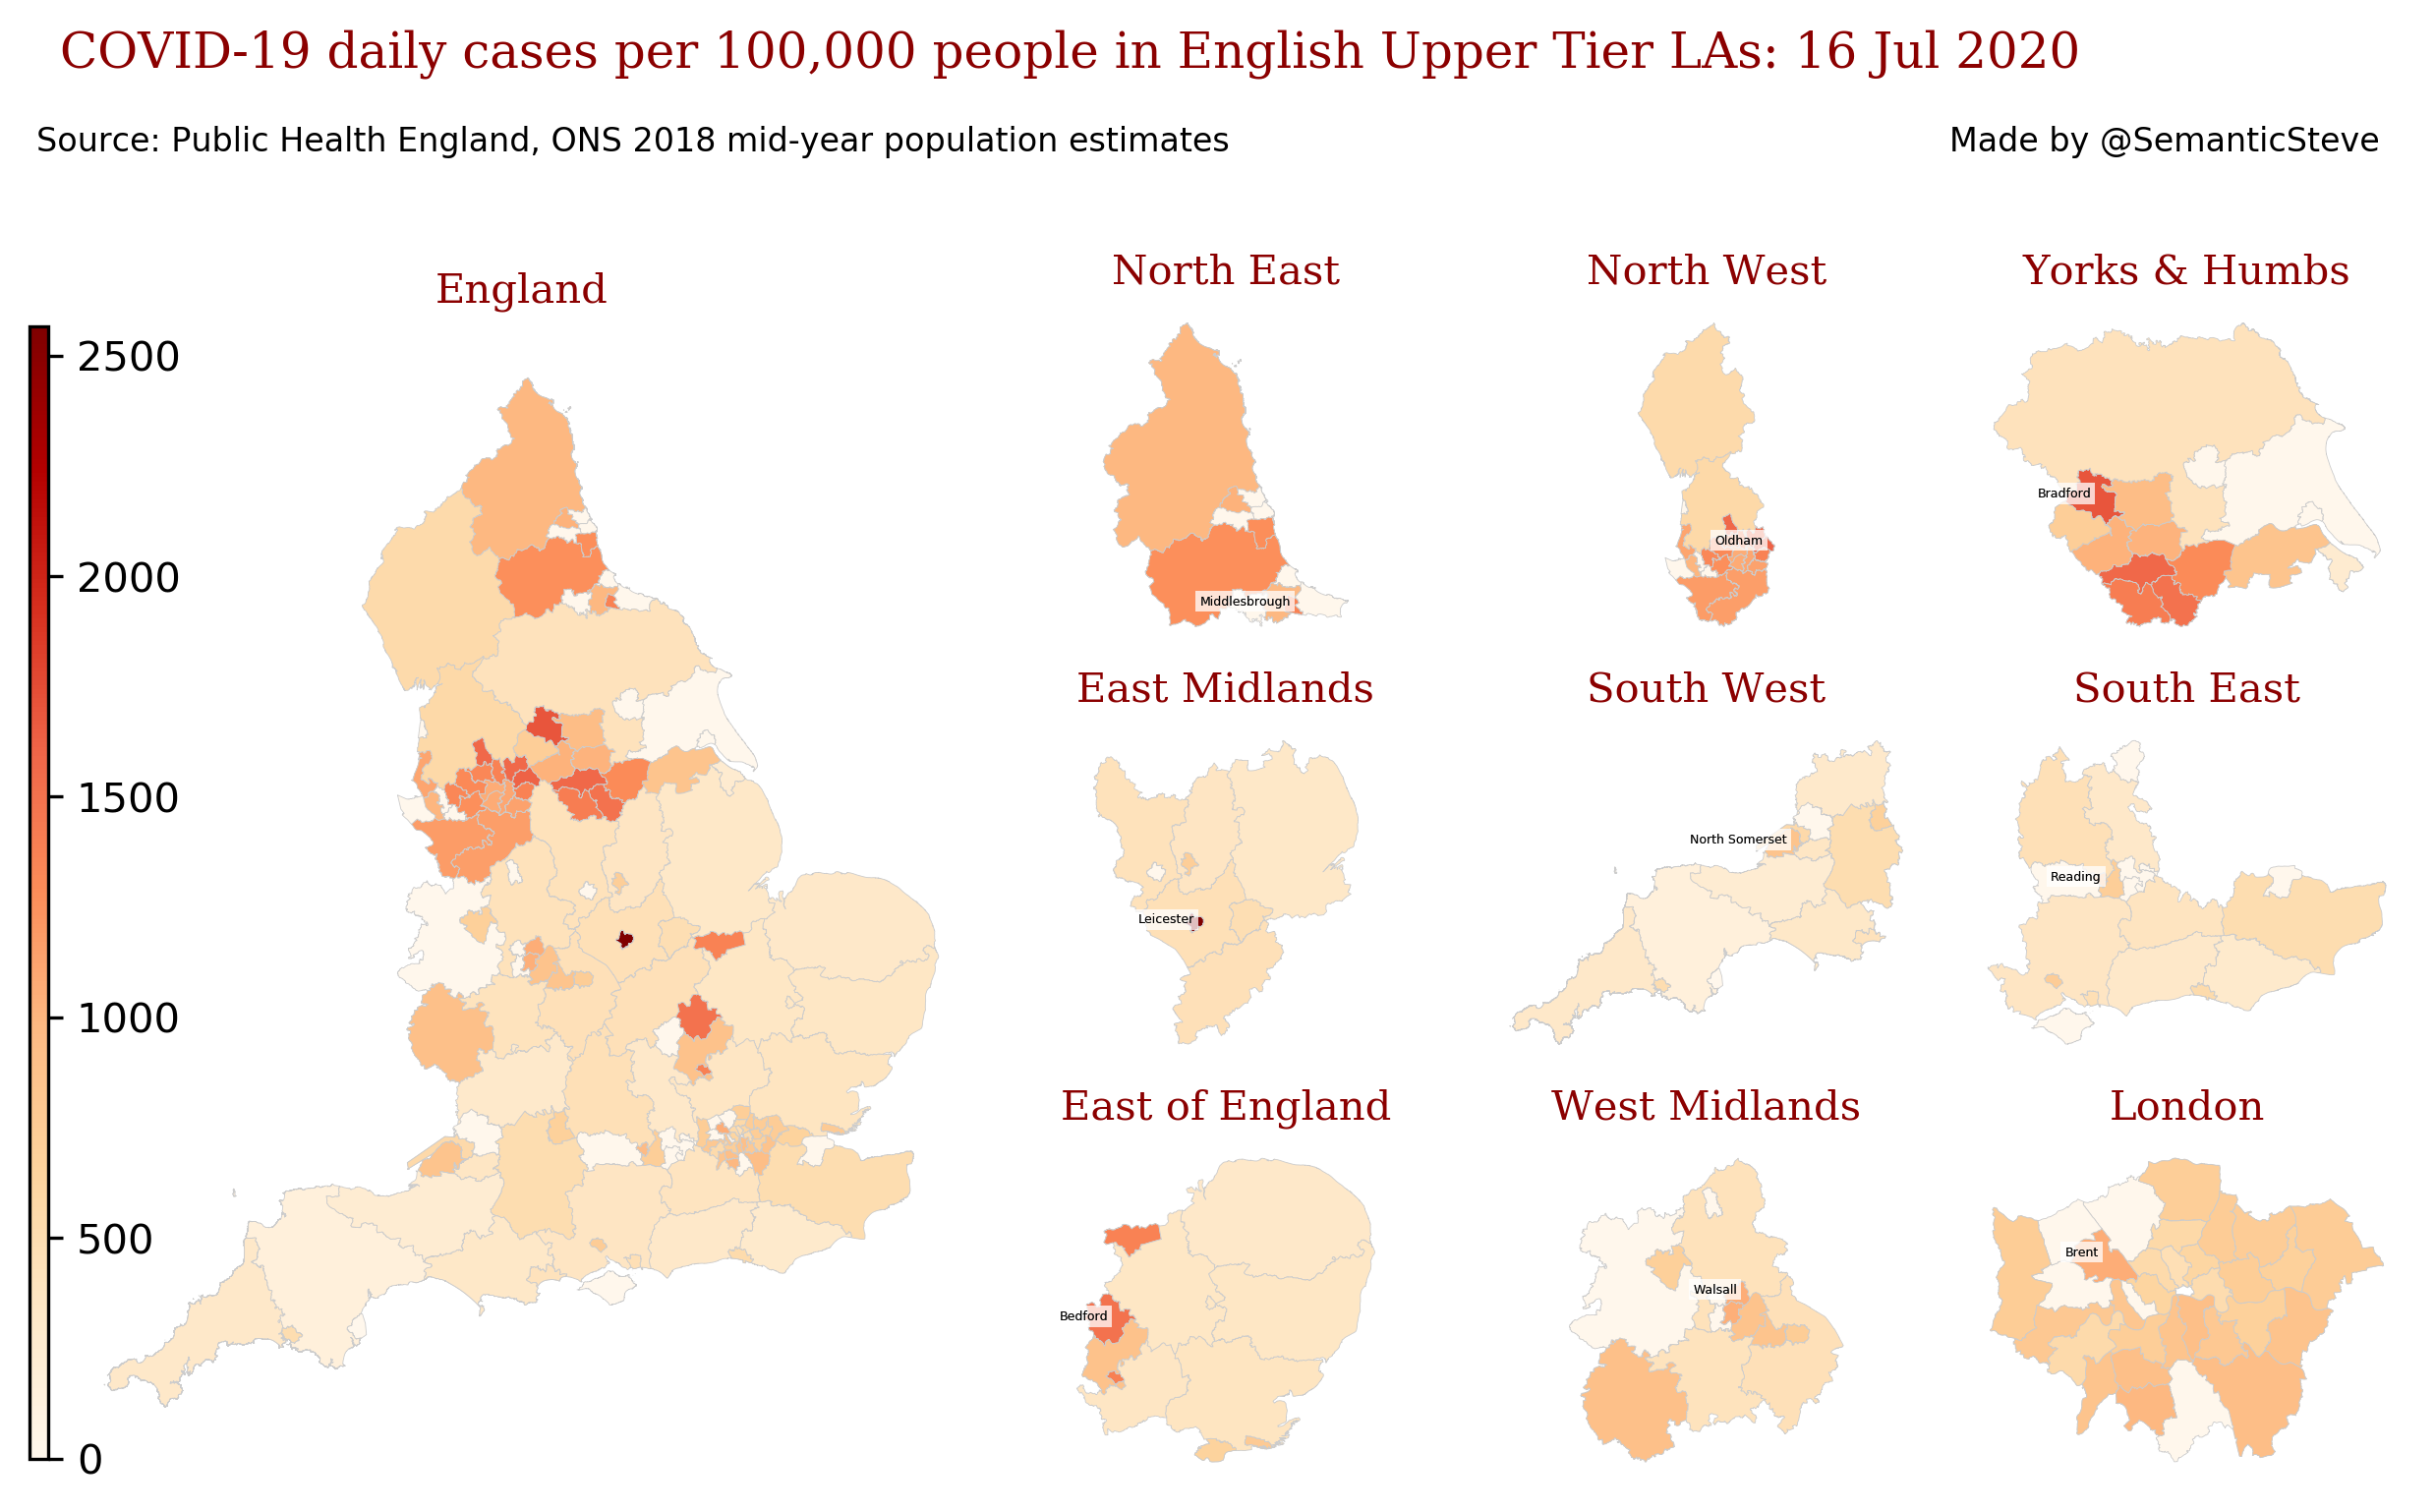 COVID-19 daily cases per 100,000 people in English Upper Tier LAs: 16 Jul 2020
Source: Public Health England, ONS 2018 mid-year population estimates
Made by @SemanticSteve
England
2500
2000
1500
1000
500
0
North East
Middlesbrough
North West
Oldham
Yorks & Humbs
Bradford
East Midlands
Leicester
South West
North Somerset
South East
Reading
East of England
Bedford
West Midlands
Walsall
London
Brent